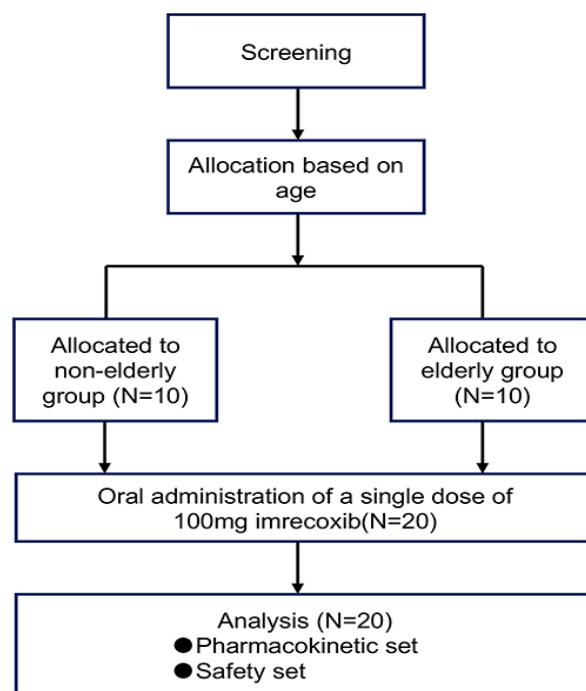 Screening
Allocation based on
age
Allocated to
non-elderly
group (N=10)
Allocated to
elderly group
(N=10)
Oral administration of a single dose of
100mg imrecoxib(N=20)
Analysis (N=20)
●Pharmacokinetic set
●Safety set